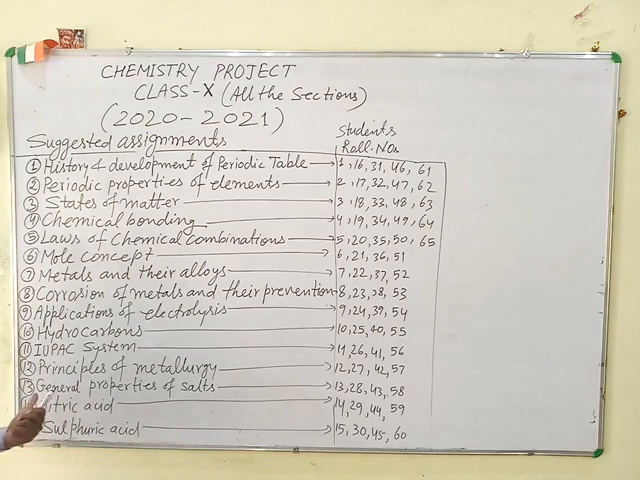 CHEMISTRY PROJECT
CLASS-X (All the Sections)
(2020-2021)
Suggested assignments Students Roll. Nos
① History & development of Periodic Table → 1, 16, 31, 46, 61
② Periodic properties of elements → 2, 17, 32, 47, 62
③ States of matter → 3, 18, 33, 48, 63
④ Chemical bonding → 4, 19, 34, 49, 64
⑤ Laws of Chemical combinations → 5, 20, 35, 50, 65
⑥ Mole concept → 6, 21, 36, 51
⑦ Metals and their alloys → 7, 22, 37, 52
⑧ Corrosion of metals and their prevention → 8, 23, 38, 53
⑨ Applications of electrolysis → 9, 24, 39, 54
⑩ Hydrocarbons → 10, 25, 40, 55
⑪ IUPAC System → 11, 26, 41, 56
⑫ Principles of metallurgy → 12, 27, 42, 57
⑬ General properties of salts → 13, 28, 43, 58
Nitric acid → 14, 29, 44, 59
Sulphuric acid → 15, 30, 45, 60